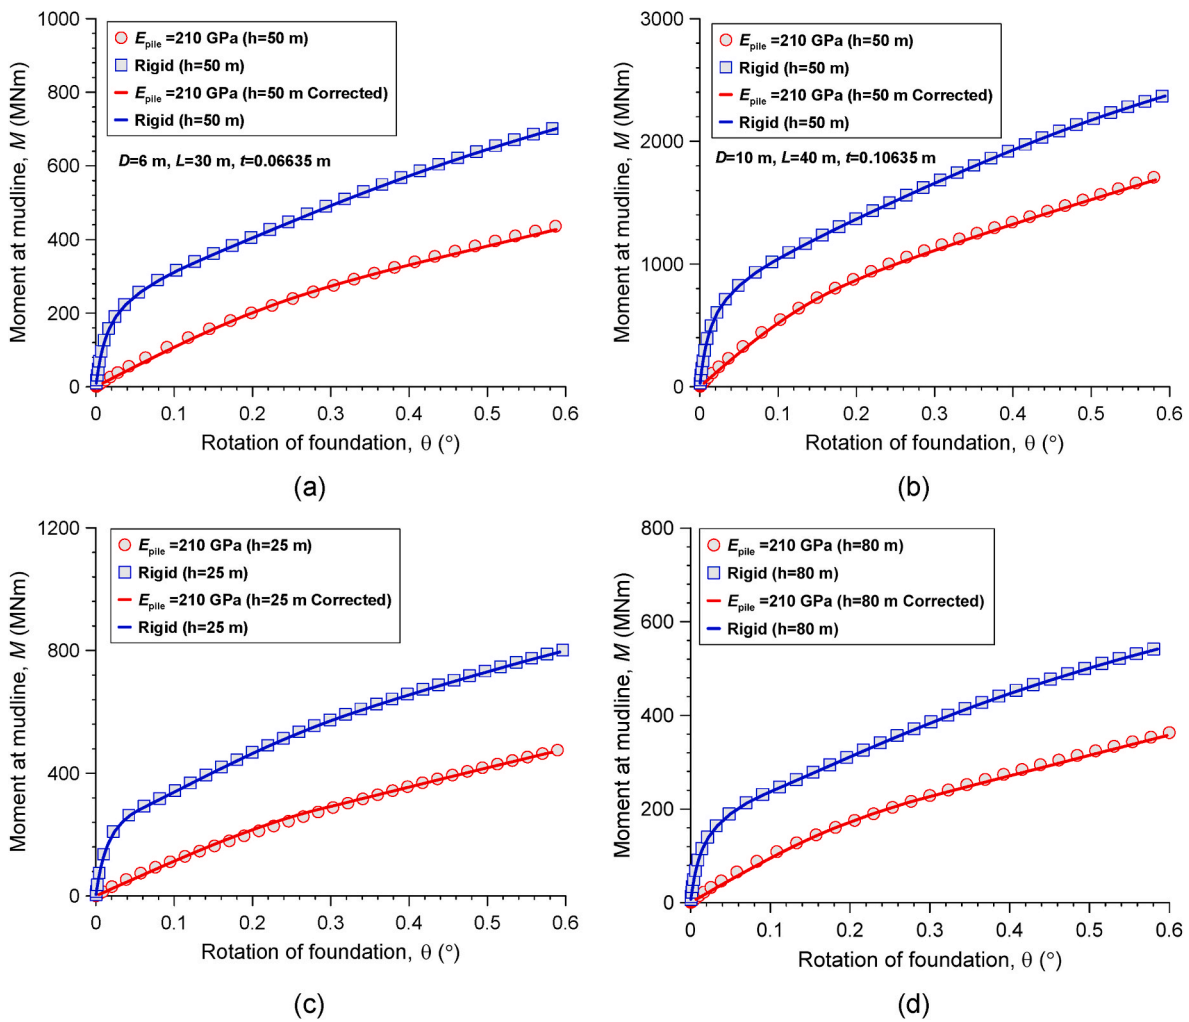 1000
800
600
400
200
0
Moment at mudline, M (MNm)
E_pile =210 GPa (h=50 m)
Rigid (h=50 m)
E_pile =210 GPa (h=50 m Corrected)
Rigid (h=50 m)
D=6 m, L=30 m, t=0.06635 m
0 0.1 0.2 0.3 0.4 0.5 0.6
Rotation of foundation, θ (°)
(a)
3000
2000
1000
0
Moment at mudline, M (MNm)
E_pile =210 GPa (h=50 m)
Rigid (h=50 m)
E_pile =210 GPa (h=50 m Corrected)
Rigid (h=50 m)
D=10 m, L=40 m, t=0.10635 m
0 0.1 0.2 0.3 0.4 0.5 0.6
Rotation of foundation, θ (°)
(b)
1200
800
400
0
Moment at mudline, M (MNm)
E_pile =210 GPa (h=25 m)
Rigid (h=25 m)
E_pile =210 GPa (h=25 m Corrected)
Rigid (h=25 m)
0 0.1 0.2 0.3 0.4 0.5 0.6
Rotation of foundation, θ (°)
(c)
800
600
400
200
0
Moment at mudline, M (MNm)
E_pile =210 GPa (h=80 m)
Rigid (h=80 m)
E_pile =210 GPa (h=80 m Corrected)
Rigid (h=80 m)
0 0.1 0.2 0.3 0.4 0.5 0.6
Rotation of foundation, θ (°)
(d)